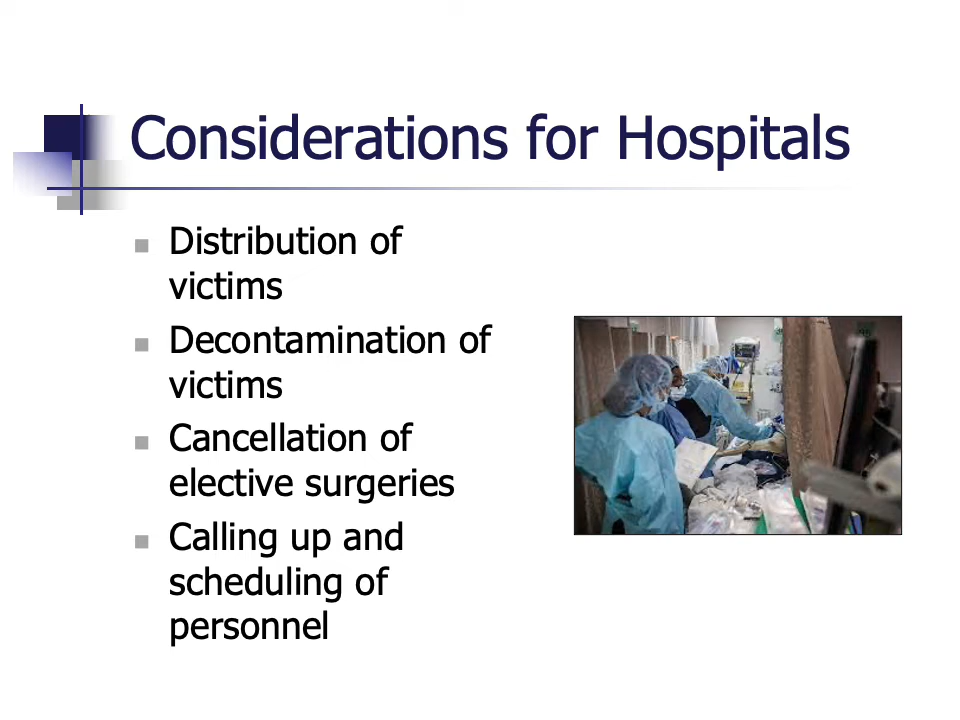 Considerations for Hospitals
Distribution of
victims
Decontamination of
victims
Cancellation of
elective surgeries
Calling up and
scheduling of
personnel